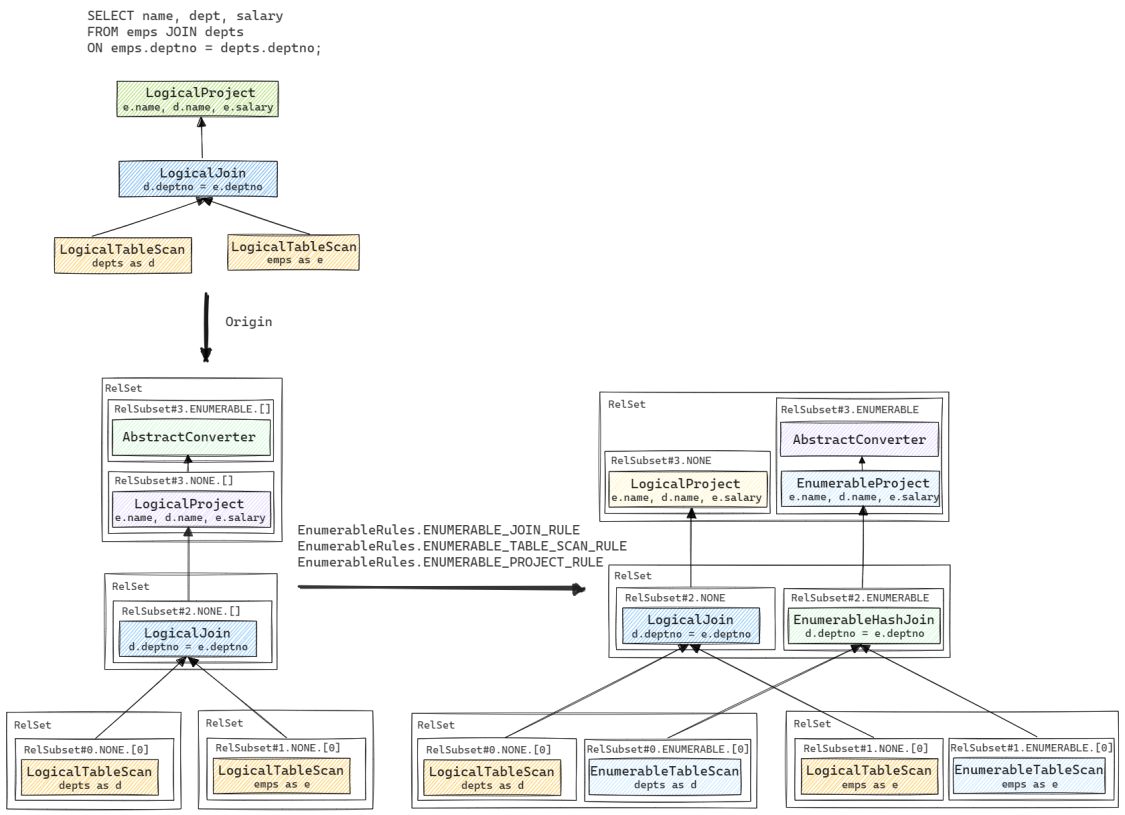 SELECT name, dept, salary
FROM emps JOIN depts
ON emps.deptno = depts.deptno;
LogicalProject
e.name, d.name, e.salary
LogicalJoin
d.deptno = e.deptno
LogicalTableScan
depts as d
LogicalTableScan
emps as e
Origin
RelSet
RelSubset#3.ENUMERABLE.[]
AbstractConverter
RelSubset#3.NONE.[]
LogicalProject
e.name, d.name, e.salary
RelSet
RelSubset#2.NONE.[]
LogicalJoin
d.deptno = e.deptno
RelSet
RelSubset#0.NONE.[0]
LogicalTableScan
depts as d
RelSet
RelSubset#1.NONE.[0]
LogicalTableScan
emps as e
EnumerableRules.ENUMERABLE_JOIN_RULE
EnumerableRules.ENUMERABLE_TABLE_SCAN_RULE
EnumerableRules.ENUMERABLE_PROJECT_RULE
RelSet
RelSubset#3.NONE
LogicalProject
e.name, d.name, e.salary
RelSubset#3.ENUMERABLE
AbstractConverter
EnumerableProject
e.name, d.name, e.salary
RelSet
RelSubset#2.NONE
LogicalJoin
d.deptno = e.deptno
RelSubset#2.ENUMERABLE
EnumerableHashJoin
d.deptno = e.deptno
RelSet
RelSubset#0.NONE.[0]
LogicalTableScan
depts as d
RelSubset#0.ENUMERABLE.[0]
EnumerableTableScan
depts as d
RelSet
RelSubset#1.NONE.[0]
LogicalTableScan
emps as e
RelSubset#1.ENUMERABLE.[0]
EnumerableTableScan
emps as e